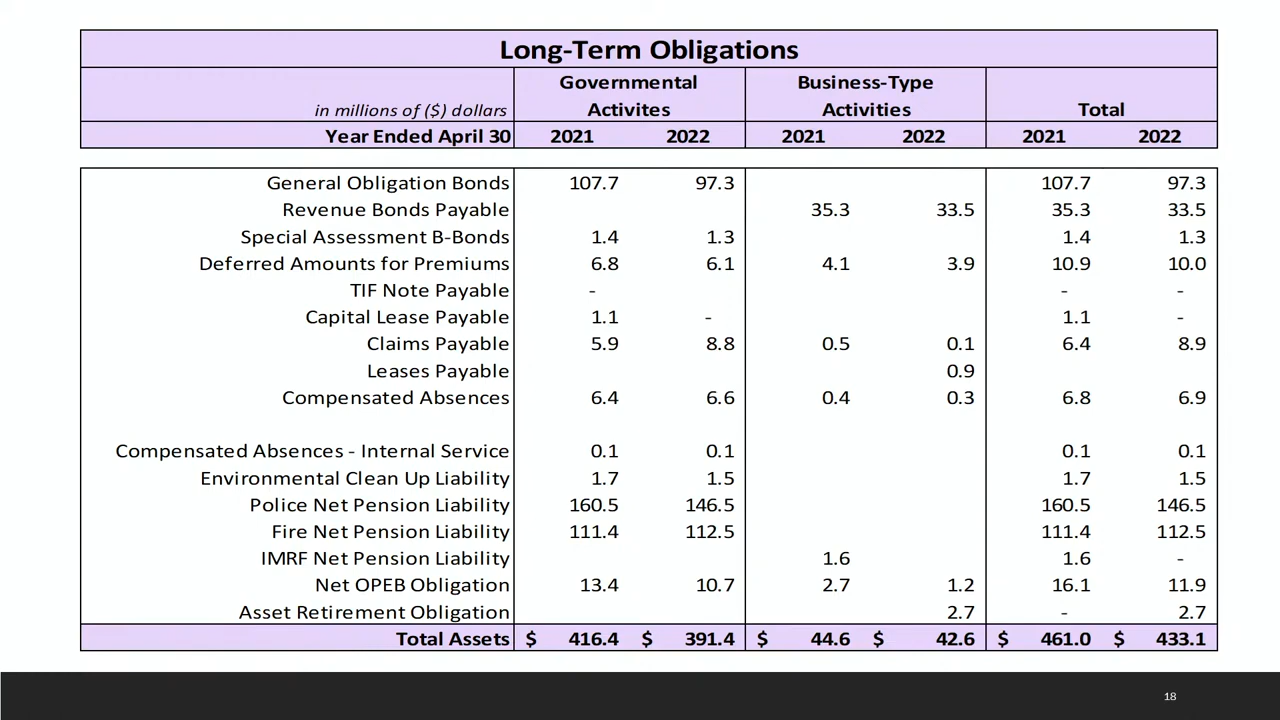 Long-Term Obligations
Governmental Business-Type
in millions of ($) dollars Activites Activities Total
Year Ended April 30 2021 2022 2021 2022 2021 2022
General Obligation Bonds 107.7 97.3 107.7 97.3
Revenue Bonds Payable 35.3 33.5 35.3 33.5
Special Assessment B-Bonds 1.4 1.3 1.4 1.3
Deferred Amounts for Premiums 6.8 6.1 4.1 3.9 10.9 10.0
TIF Note Payable - - -
Capital Lease Payable 1.1 - 1.1 -
Claims Payable 5.9 8.8 0.5 0.1 6.4 8.9
Leases Payable 0.9
Compensated Absences 6.4 6.6 0.4 0.3 6.8 6.9
Compensated Absences - Internal Service 0.1 0.1 0.1 0.1
Environmental Clean Up Liability 1.7 1.5 1.7 1.5
Police Net Pension Liability 160.5 146.5 160.5 146.5
Fire Net Pension Liability 111.4 112.5 111.4 112.5
IMRF Net Pension Liability 1.6 1.6 -
Net OPEB Obligation 13.4 10.7 2.7 1.2 16.1 11.9
Asset Retirement Obligation 2.7 - 2.7
Total Assets $ 416.4 $ 391.4 $ 44.6 $ 42.6 $ 461.0 $ 433.1
18